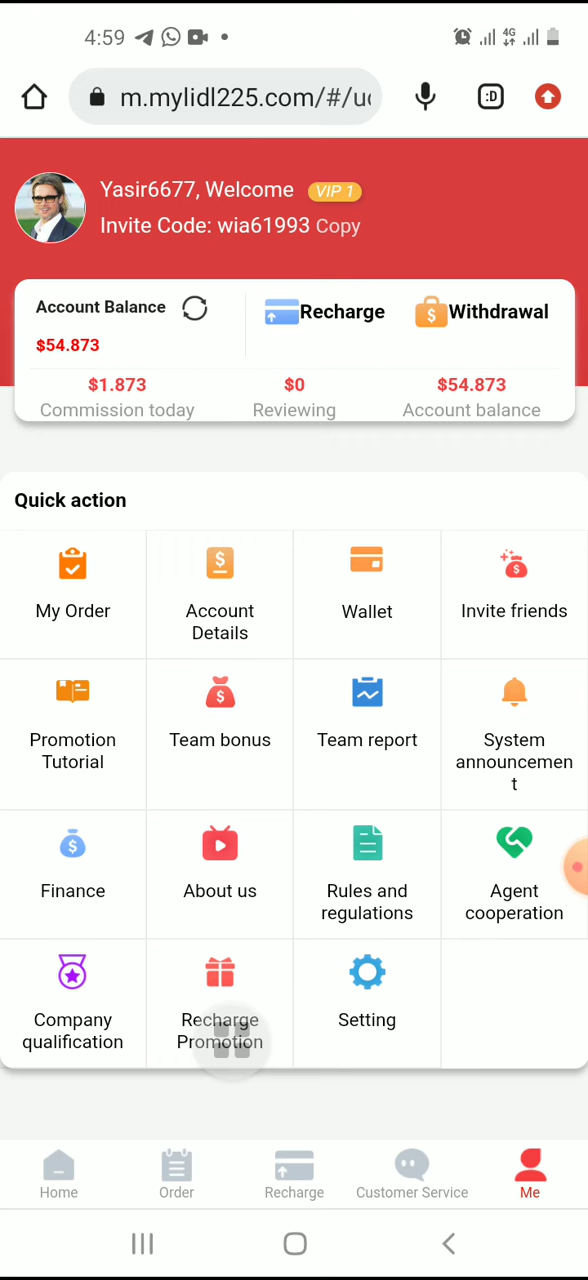 4:59
4G
m.mylidl225.com/#/u
:D
Yasir6677, Welcome VIP 1
Invite Code: wia61993 Copy
Account Balance
Recharge
Withdrawal
$54.873
$1.873
$0
$54.873
Commission today
Reviewing
Account balance
Quick action
My Order
Account
Details
Wallet
Invite friends
Promotion
Tutorial
Team bonus
Team report
System
announcemen
t
Finance
About us
Rules and
regulations
Agent
cooperation
Company
qualification
Recharge
Promotion
Setting
Home
Order
Recharge
Customer Service
Me